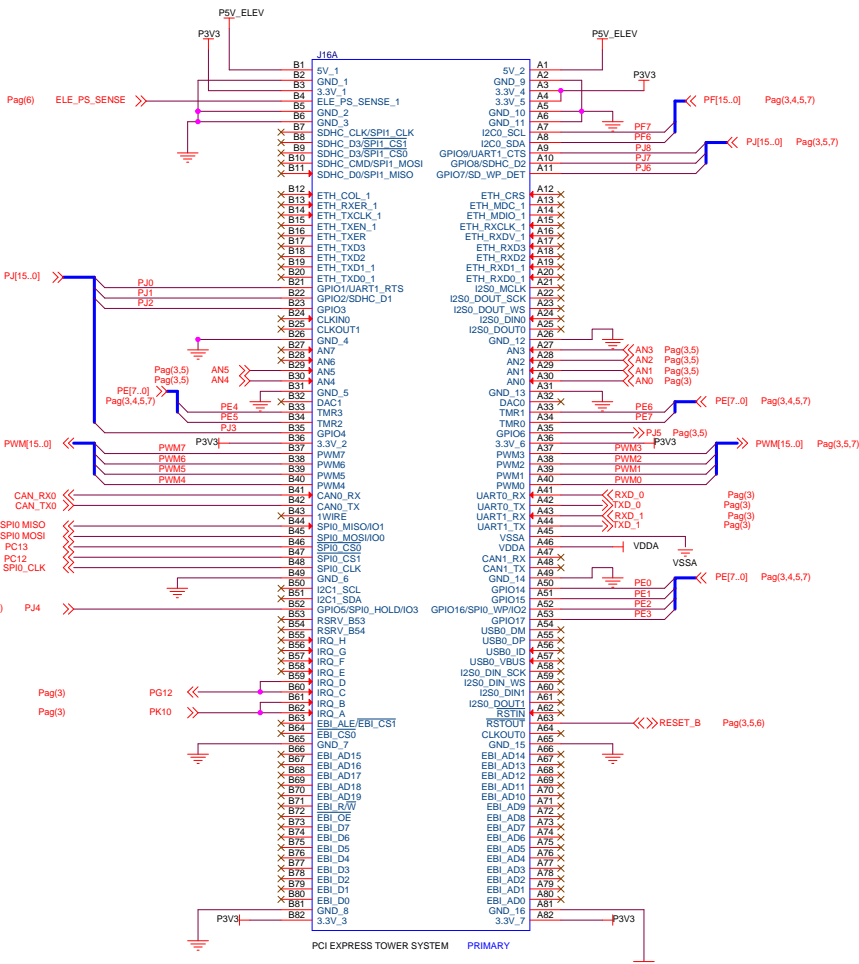 P5V_ELEV
P3V3
P5V_ELEV
P3V3
J16A
Pag(6) ELE_PS_SENSE
B1 5V_1 5V_2 A1
B2 GND_1 GND_9 A2
B3 3.3V_1 3.3V_4 A3
B4 ELE_PS_SENSE_1 3.3V_5 A4
B5 GND_2 GND_10 A5
B6 GND_3 GND_11 A6
B7 SDHC_CLK/SPI1_CLK I2C0_SCL A7 PF7 PF[15..0] Pag(3,4,5,7)
B8 SDHC_D3/SPI1_CS1 I2C0_SDA A8 PF6
B9 SDHC_D3/SPI1_CS0 GPIO9/UART1_CTS A9 PJ8 PJ[15..0] Pag(3,5,7)
B10 SDHC_CMD/SPI1_MOSI GPIO8/SDHC_D2 A10 PJ7
B11 SDHC_D0/SPI1_MISO GPIO7/SD_WP_DET A11 PJ6
B12 ETH_COL_1 ETH_CRS A12
B13 ETH_RXER_1 ETH_MDC_1 A13
B14 ETH_TXCLK_1 ETH_MDIO_1 A14
B15 ETH_TXEN_1 ETH_RXCLK_1 A15
B16 ETH_TXER ETH_RXDV_1 A16
B17 ETH_TXD3 ETH_RXD3 A17
B18 ETH_TXD2 ETH_RXD2 A18
B19 ETH_TXD1_1 ETH_RXD1_1 A19
B20 ETH_TXD0_1 ETH_RXD0_1 A20
PJ[15..0] PJ0 B21 GPIO1/UART1_RTS I2S0_MCLK A21
PJ1 B22 GPIO2/SDHC_D1 I2S0_DOUT_SCK A22
PJ2 B23 GPIO3 I2S0_DOUT_WS A23
B24 CLKIN0 I2S0_DIN0 A24
B25 CLKOUT1 I2S0_DOUT0 A25
B26 GND_4 GND_12 A26
B27 AN7 AN3 A27 AN3 Pag(3,5)
B28 AN6 AN2 A28 AN2 Pag(3,5)
Pag(3,5) AN5 B29 AN5 AN1 A29 AN1 Pag(3,5)
Pag(3,5) AN4 B30 AN4 AN0 A30 AN0 Pag(3)
B31 GND_5 GND_13 A31
PE[7..0] Pag(3,4,5,7) B32 DAC1 DAC0 A32
PE4 B33 TMR3 TMR1 A33 PE6 PE[7..0] Pag(3,4,5,7)
PE5 B34 TMR2 TMR0 A34 PE7
PJ3 B35 GPIO4 GPIO6 A35 PJ5 Pag(3,5)
P3V3 B36 3.3V_2 3.3V_6 A36 P3V3
PWM[15..0] PWM7 B37 PWM7 PWM3 A37 PWM3 PWM[15..0] Pag(3,5,7)
PWM6 B38 PWM6 PWM2 A38 PWM2
PWM5 B39 PWM5 PWM1 A39 PWM1
PWM4 B40 PWM4 PWM0 A40 PWM0
CAN_RX0 B41 CAN0_RX UART0_RX A41 RXD_0 Pag(3)
CAN_TX0 B42 CAN0_TX UART0_TX A42 TXD_0 Pag(3)
B43 1WIRE UART1_RX A43 RXD_1 Pag(3)
SPI0 MISO B44 SPI0_MISO/IO1 UART1_TX A44 TXD_1 Pag(3)
SPI0 MOSI B45 SPI0_MOSI/IO0 VSSA A45
PC13 B46 SPI0_CS0 VDDA A46 VDDA
PC12 B47 SPI0_CS1 CAN1_RX A47 VSSA
SPI0_CLK B48 SPI0_CLK CAN1_TX A48
B49 GND_6 GND_14 A49
B50 I2C1_SCL GPIO14 A50 PE0 PE[7..0] Pag(3,4,5,7)
B51 I2C1_SDA GPIO15 A51 PE1
) PJ4 B52 GPIO5/SPI0_HOLD/IO3 GPIO16/SPI0_WP/IO2 A52 PE2
B53 RSRV_B53 GPIO17 A53 PE3
B54 RSRV_B54 USB0_DM A54
B55 IRQ_H USB0_DP A55
B56 IRQ_G USB0_ID A56
B57 IRQ_F USB0_VBUS A57
B58 IRQ_E I2S0_DIN_SCK A58
B59 IRQ_D I2S0_DIN_WS A59
Pag(3) PG12 B60 IRQ_C I2S0_DIN1 A60
B61 IRQ_B I2S0_DOUT1 A61
Pag(3) PK10 B62 IRQ_A RSTIN A62
B63 EBI_ALE/EBI_CS1 RSTOUT A63 RESET_B Pag(3,5,6)
B64 EBI_CS0 CLKOUT0 A64
B65 GND_7 GND_15 A65
B66 EBI_AD15 EBI_AD14 A66
B67 EBI_AD16 EBI_AD13 A67
B68 EBI_AD17 EBI_AD12 A68
B69 EBI_AD18 EBI_AD11 A69
B70 EBI_AD19 EBI_AD10 A70
B71 EBI_R/W EBI_AD9 A71
B72 EBI_OE EBI_AD8 A72
B73 EBI_D7 EBI_AD7 A73
B74 EBI_D6 EBI_AD6 A74
B75 EBI_D5 EBI_AD5 A75
B76 EBI_D4 EBI_AD4 A76
B77 EBI_D3 EBI_AD3 A77
B78 EBI_D2 EBI_AD2 A78
B79 EBI_D1 EBI_AD1 A79
B80 EBI_D0 EBI_AD0 A80
B81 GND_8 GND_16 A81
P3V3 B82 3.3V_3 3.3V_7 A82 P3V3
PCI EXPRESS TOWER SYSTEM PRIMARY